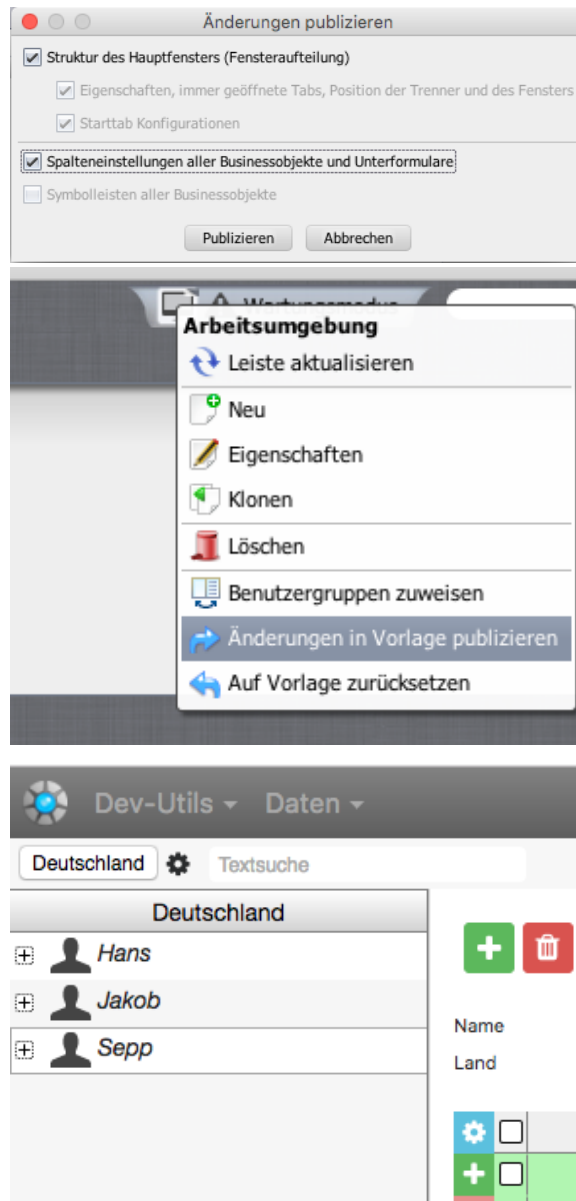 Änderungen publizieren
Struktur des Hauptfensters (Fensteraufteilung)
Eigenschaften, immer geöffnete Tabs, Position der Trenner und des Fensters
Starttab Konfigurationen
Spalteneinstellungen aller Businessobjekte und Unterformulare
Symbolleisten aller Businessobjekte
Publizieren Abbrechen
Wartungsmodus
Arbeitsumgebung
Leiste aktualisieren
Neu
Eigenschaften
Klonen
Löschen
Benutzergruppen zuweisen
Änderungen in Vorlage publizieren
Auf Vorlage zurücksetzen
Dev-Utils Daten
Deutschland Textsuche
Deutschland
Hans
Jakob
Sepp
Name
Land